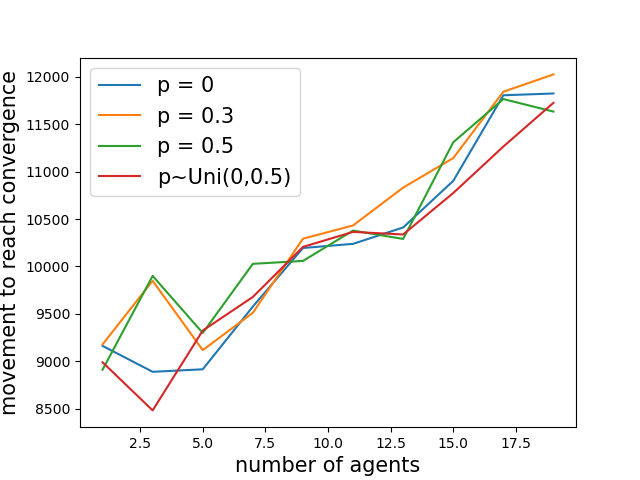 p = 0
p = 0.3
p = 0.5
p~Uni(0,0.5)
movement to reach convergence
12000
11500
11000
10500
10000
9500
9000
8500
2.5 5.0 7.5 10.0 12.5 15.0 17.5
number of agents